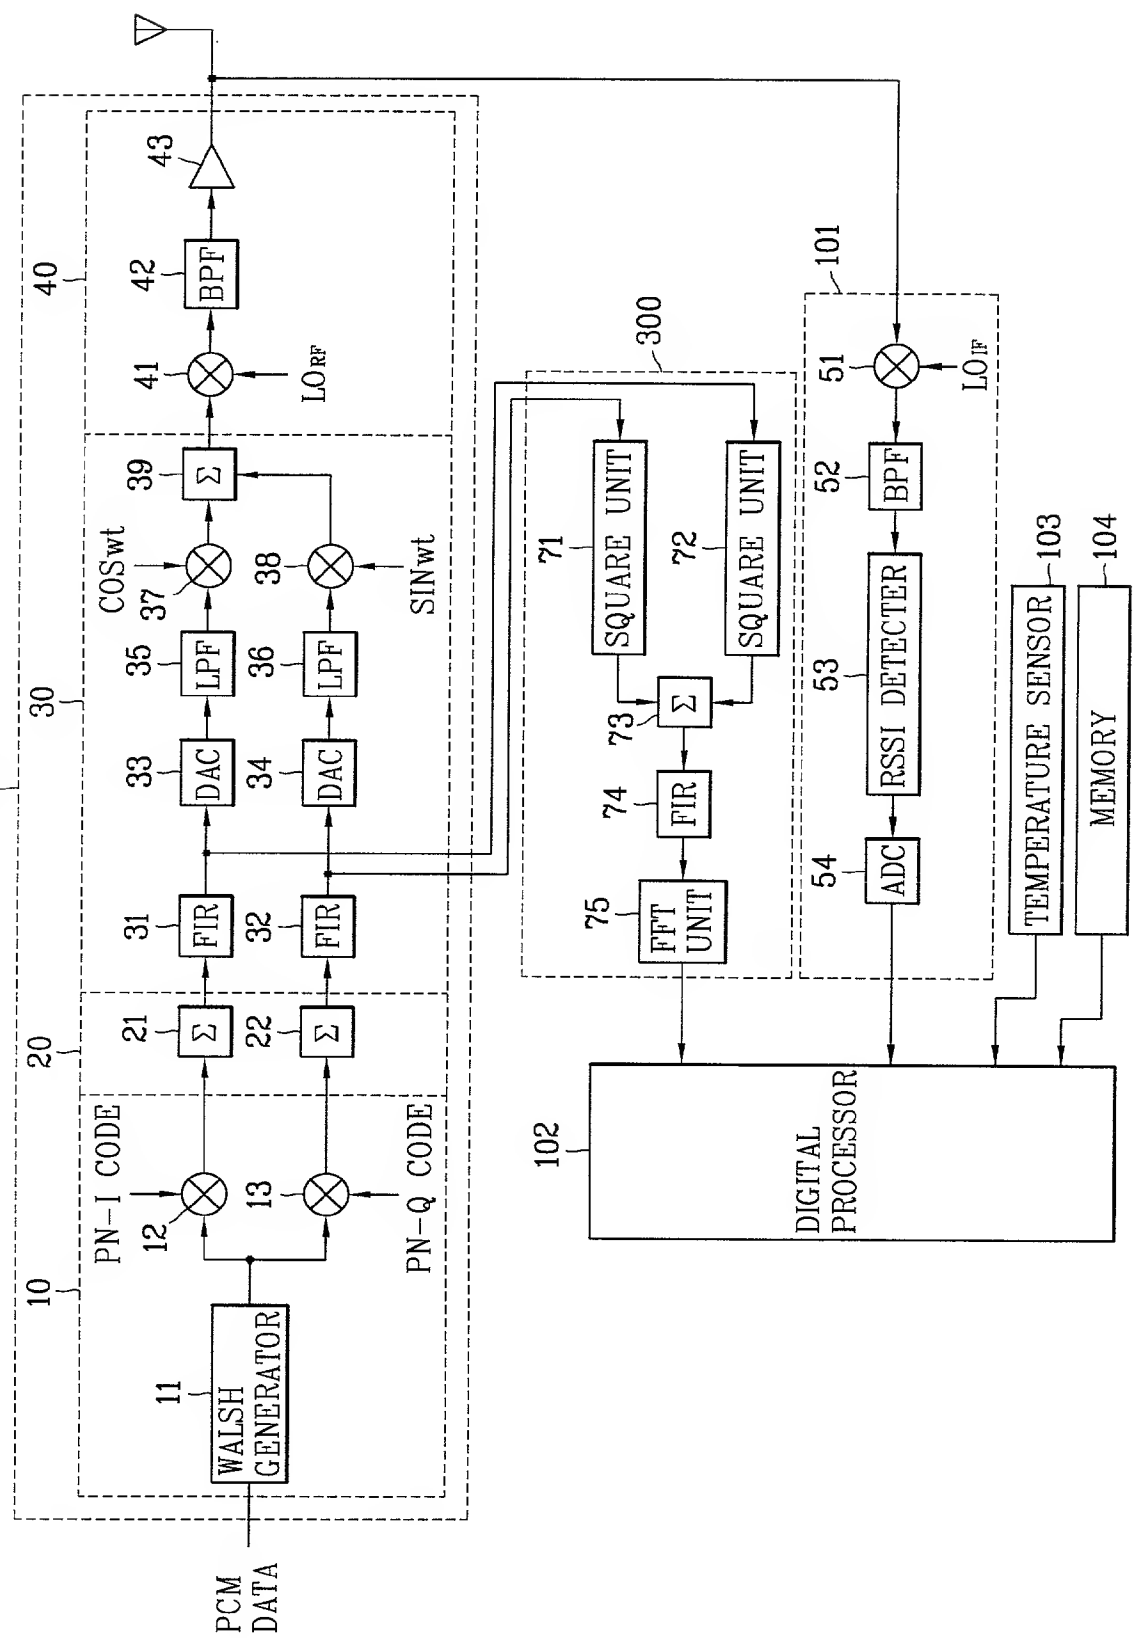 PCM
DATA
10
11
WALSH
GENERATOR
PN-I CODE
12
13
PN-Q CODE
20
21
Σ
22
Σ
30
31
FIR
32
FIR
33
DAC
34
DAC
35
LPF
36
LPF
COSwt
37
38
SINwt
39
Σ
40
41
LORF
42
BPF
43
300
71
SQUARE UNIT
72
SQUARE UNIT
73
Σ
74
FIR
75
FFT
UNIT
101
51
LOIF
52
BPF
53
RSSI DETECTER
54
ADC
102
DIGITAL
PROCESSOR
103
TEMPERATURE SENSOR
104
MEMORY